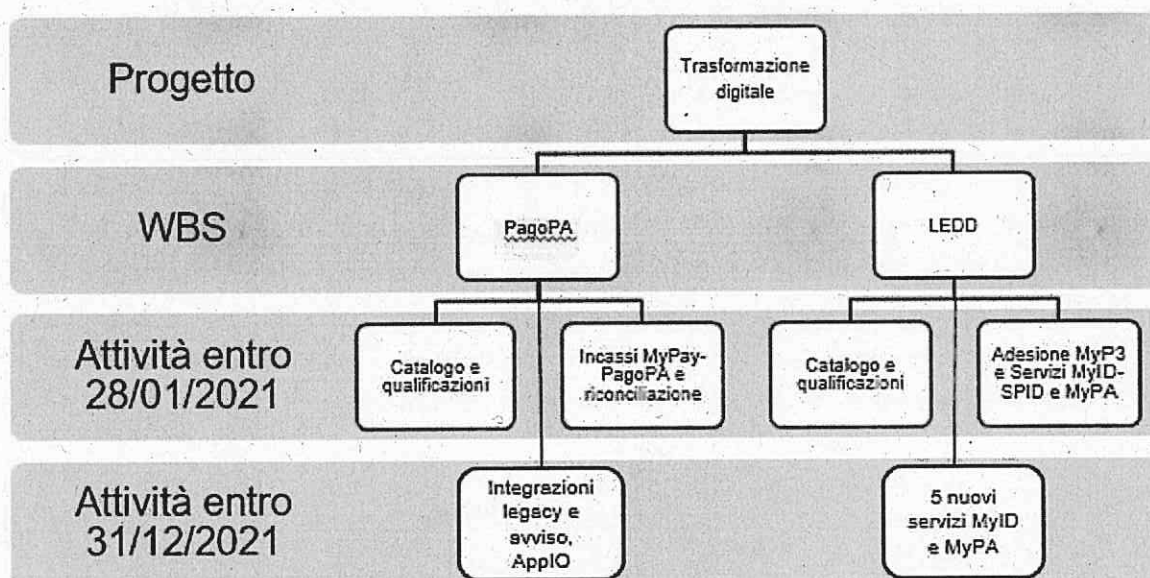 Progetto
Trasformazione
digitale
WBS
PagoPA
LEDD
Attività entro
28/01/2021
Catalogo e
qualificazioni
Incassi MyPay-
PagoPA e
riconciliazione
Catalogo e
qualificazioni
Adesione MyP3
e Servizi MyID-
SPID e MyPA
Attività entro
31/12/2021
Integrazioni
legacy e
avviso,
AppIO
5 nuovi
servizi MyID
e MyPA